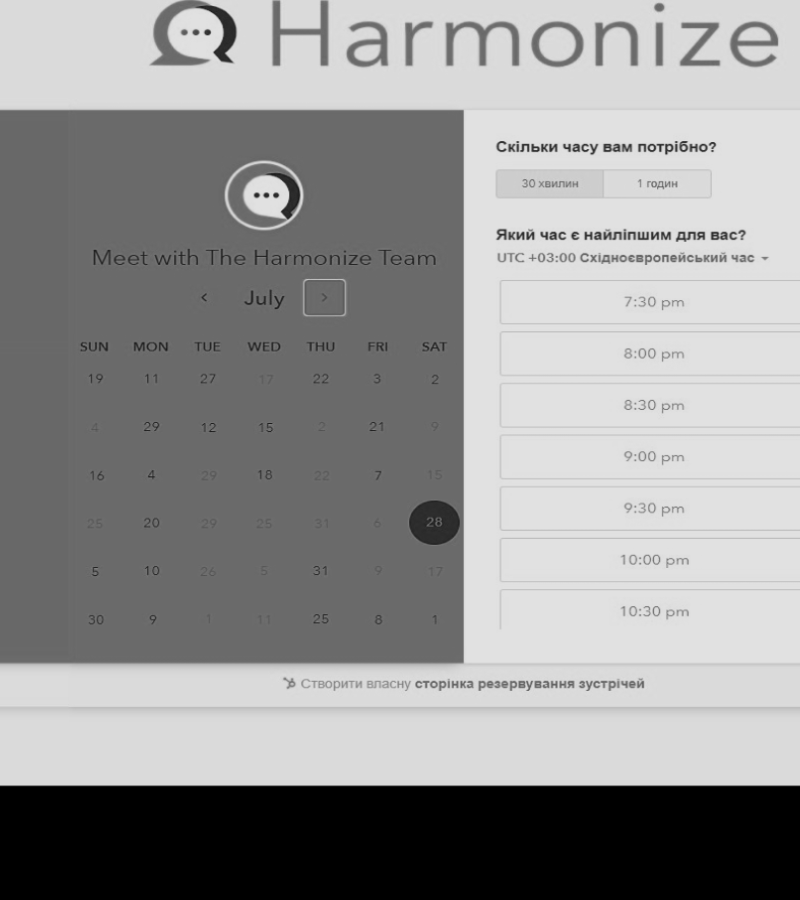 Harmonize
Meet with The Harmonize Team
July
SUN MON TUE WED THU FRI SAT
19 11 27 17 22 3 2
4 29 12 15 2 21 9
16 4 29 18 22 7 15
25 20 29 25 31 6 28
5 10 26 5 31 9 17
30 9 1 11 25 8 1
Скільки часу вам потрібно?
30 хвилин 1 годин
Який час є найліпшим для вас?
UTC +03:00 Східноєвропейський час
7:30 pm
8:00 pm
8:30 pm
9:00 pm
9:30 pm
10:00 pm
10:30 pm
Створити власну сторінка резервування зустрічей